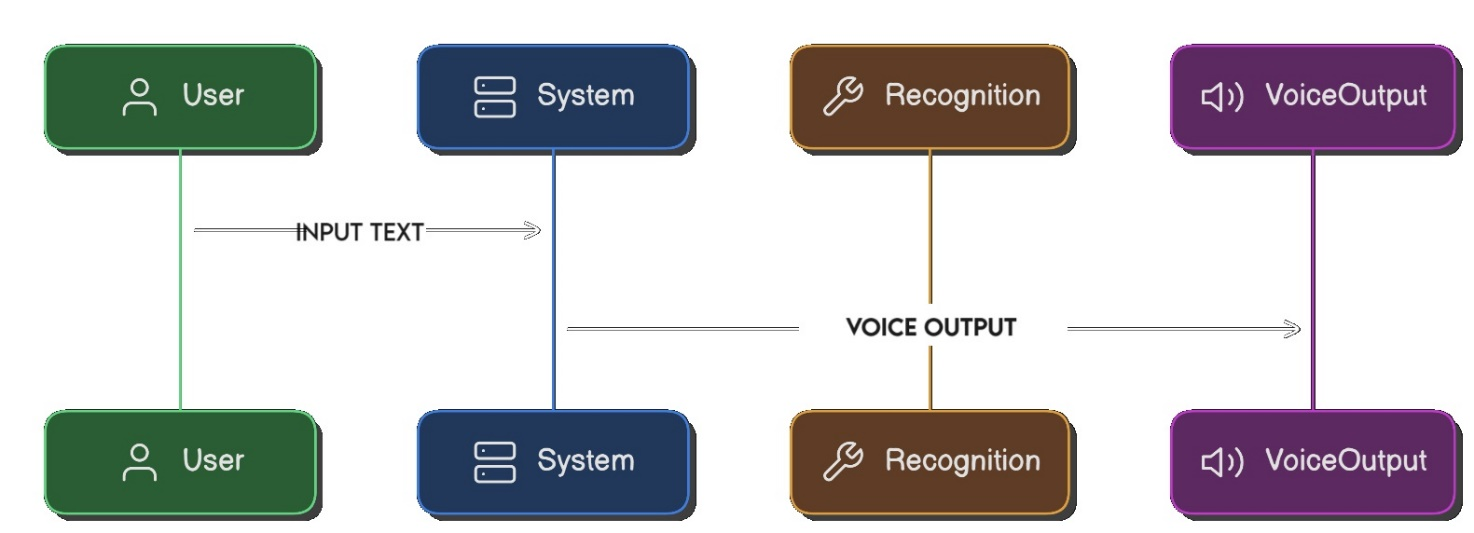 User
System
Recognition
VoiceOutput
INPUT TEXT
VOICE OUTPUT
User
System
Recognition
VoiceOutput